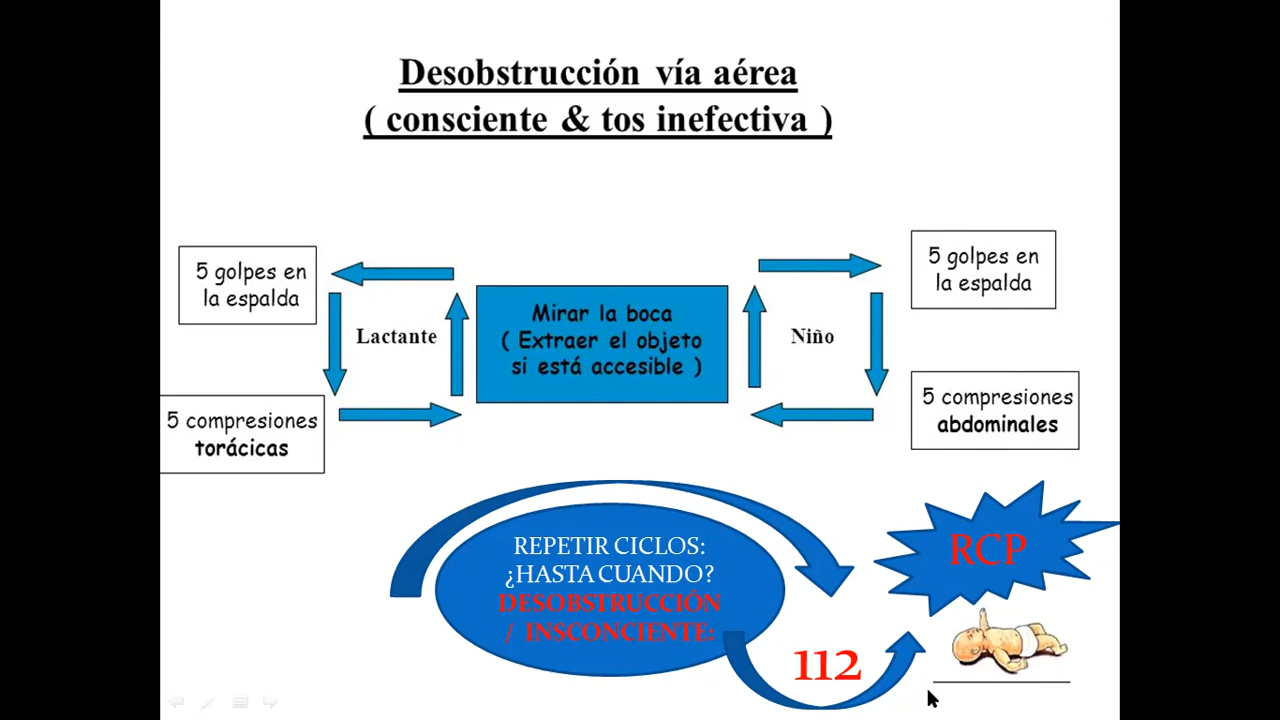 Desobstrucción vía aérea
( consciente & tos inefectiva )
5 golpes en
la espalda
Lactante
5 compresiones
torácicas
Mirar la boca
( Extraer el objeto
si está accesible )
Niño
5 golpes en
la espalda
5 compresiones
abdominales
REPETIR CICLOS:
¿HASTA CUANDO?
DESOBSTRUCCIÓN
/ INSCONCIENTE:
112
RCP